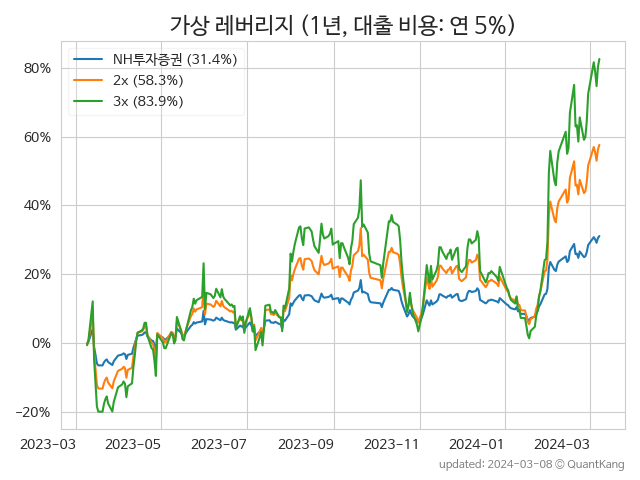 가상 레버리지 (1년, 대출 비용: 연 5%)
NH투자증권 (31.4%)
2x (58.3%)
3x (83.9%)
80%
60%
40%
20%
0%
−20%
2023-03 2023-05 2023-07 2023-09 2023-11 2024-01 2024-03
updated: 2024-03-08 © QuantKang